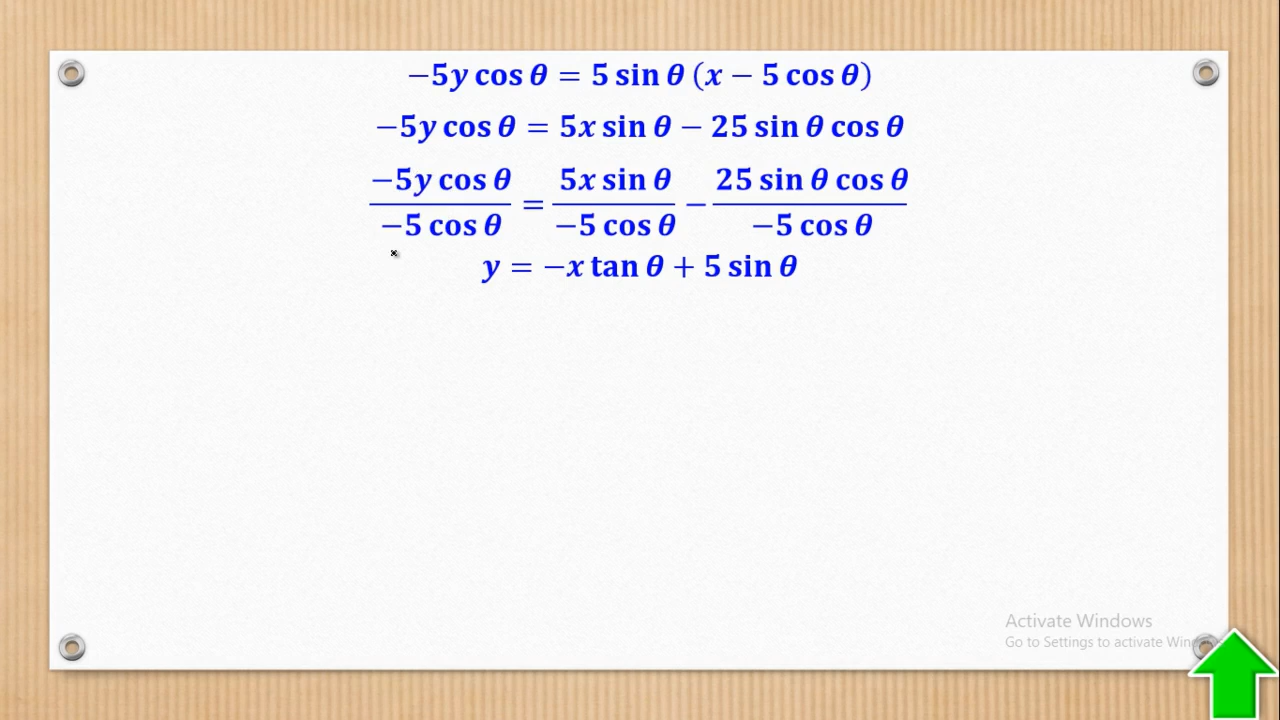 −5y cos θ = 5 sin θ (x − 5 cos θ)
−5y cos θ = 5x sin θ − 25 sin θ cos θ
−5y cos θ / −5 cos θ = 5x sin θ / −5 cos θ − 25 sin θ cos θ / −5 cos θ
y = −x tan θ + 5 sin θ
Activate Windows
Go to Settings to activate